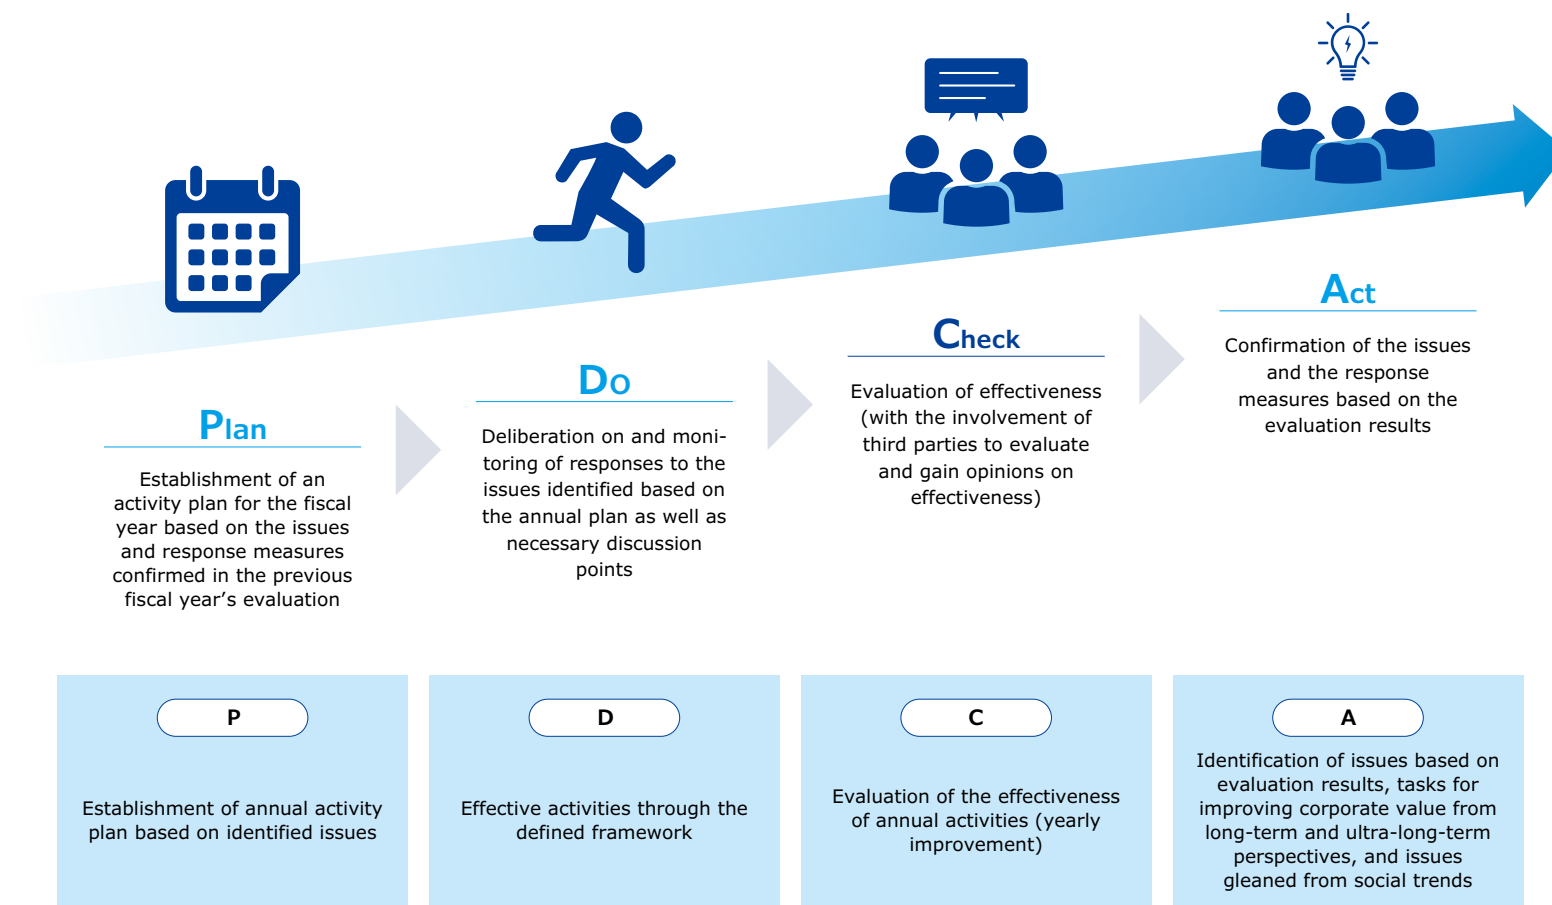 Plan
Establishment of an
activity plan for the fiscal
year based on the issues
and response measures
confirmed in the previous
fiscal year’s evaluation
Do
Deliberation on and moni-
toring of responses to the
issues identified based on
the annual plan as well as
necessary discussion
points
Check
Evaluation of effectiveness
(with the involvement of
third parties to evaluate
and gain opinions on
effectiveness)
Act
Confirmation of the issues
and the response
measures based on the
evaluation results
P
Establishment of annual activity
plan based on identified issues
D
Effective activities through the
defined framework
C
Evaluation of the effectiveness
of annual activities (yearly
improvement)
A
Identification of issues based on
evaluation results, tasks for
improving corporate value from
long-term and ultra-long-term
perspectives, and issues
gleaned from social trends